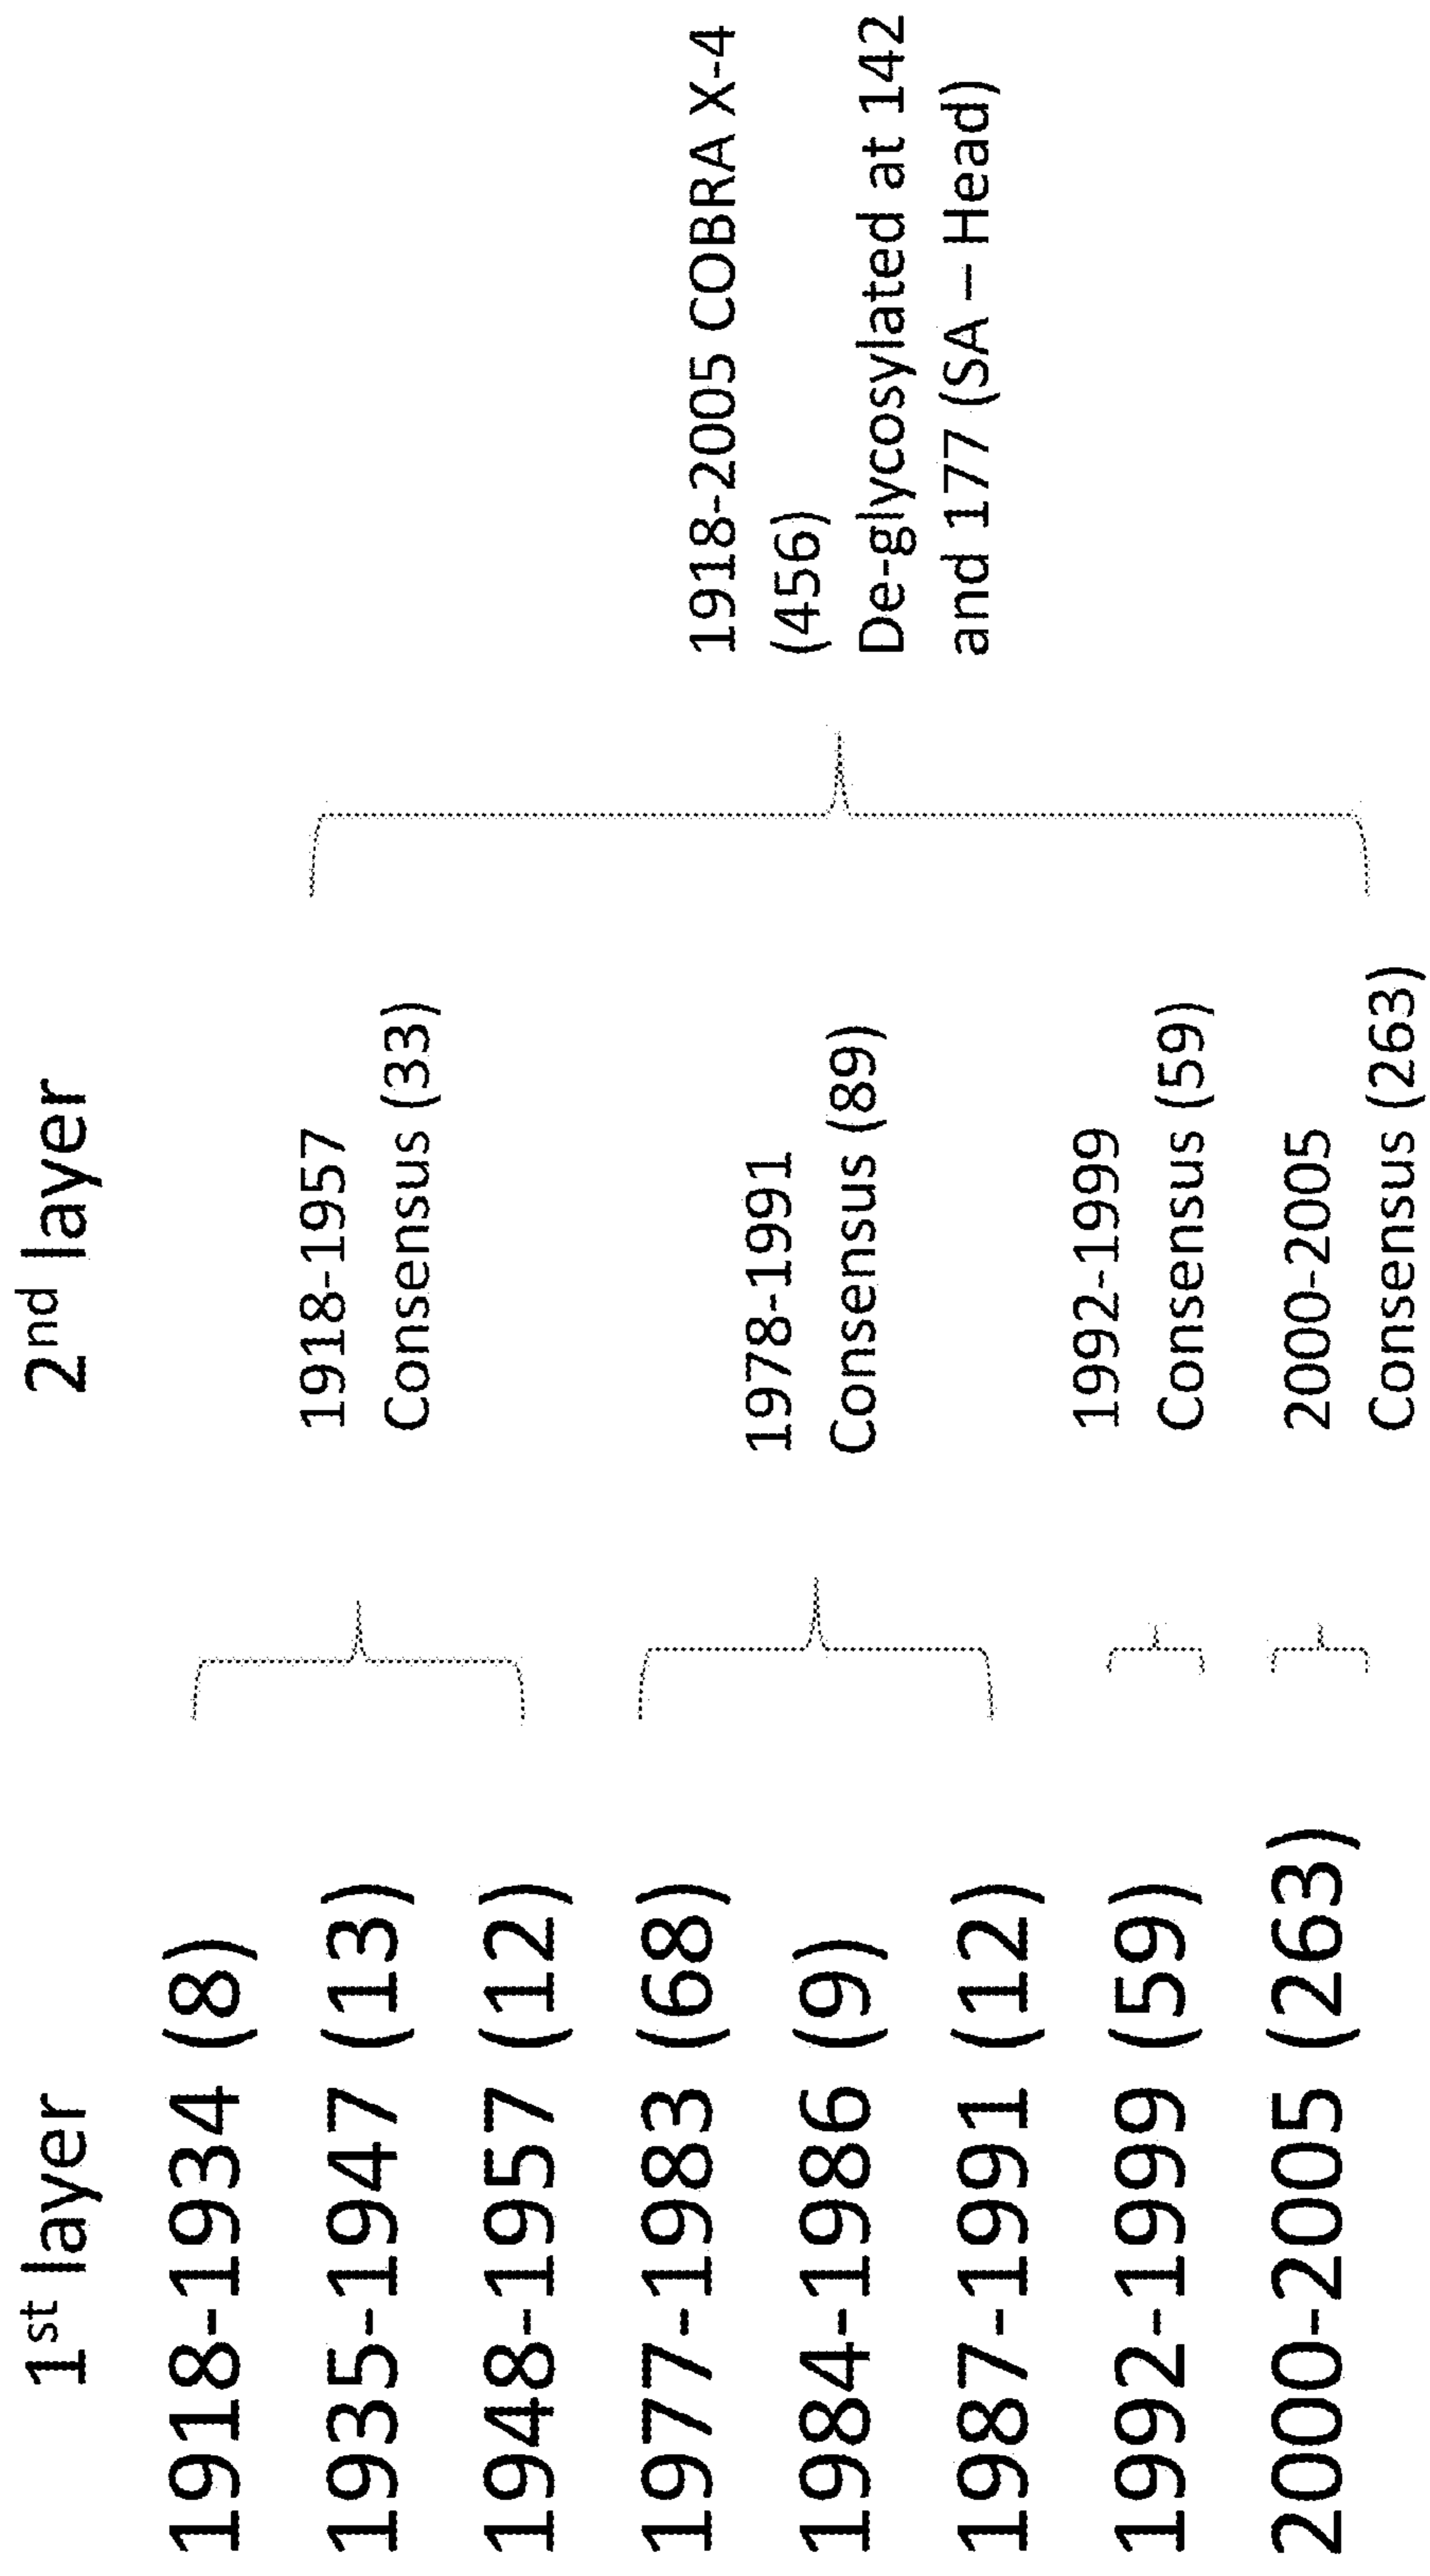 1st layer
1918-1934 (8)
1935-1947 (13)
1948-1957 (12)
1977-1983 (68)
1984-1986 (9)
1987-1991 (12)
1992-1999 (59)
2000-2005 (263)
2nd layer
1918-1957
Consensus (33)
1978-1991
Consensus (89)
1992-1999
Consensus (59)
2000-2005
Consensus (263)
1918-2005 COBRA X-4
(456)
De-glycosylated at 142
and 177 (SA – Head)